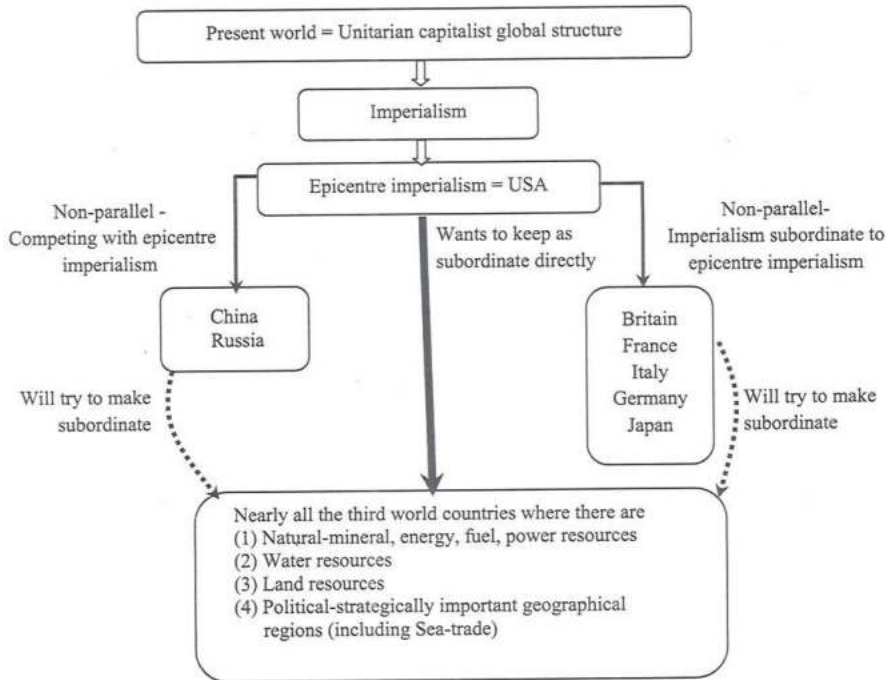 Present world = Unitarian capitalist global structure
Imperialism
Epicentre imperialism = USA
Non-parallel -
Competing with epicentre
imperialism
Wants to keep as
subordinate directly
Non-parallel-
Imperialism subordinate to
epicentre imperialism
China
Russia
Britain
France
Italy
Germany
Japan
Will try to make
subordinate
Will try to make
subordinate
Nearly all the third world countries where there are
(1) Natural-mineral, energy, fuel, power resources
(2) Water resources
(3) Land resources
(4) Political-strategically important geographical
regions (including Sea-trade)